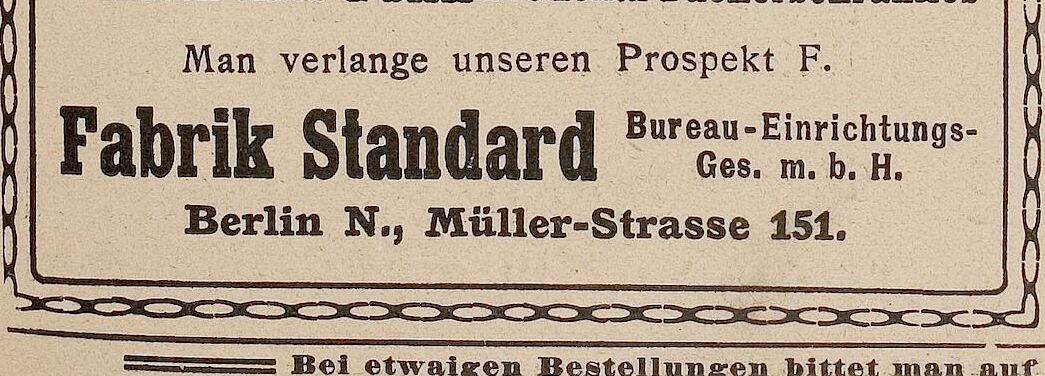 Man verlange unseren Prospekt F.
Fabrik Standard Bureau-Einrichtungs-
Ges. m. b. H.
Berlin N., Müller-Strasse 151.
Bei etwaigen Bestellungen bittet man auf